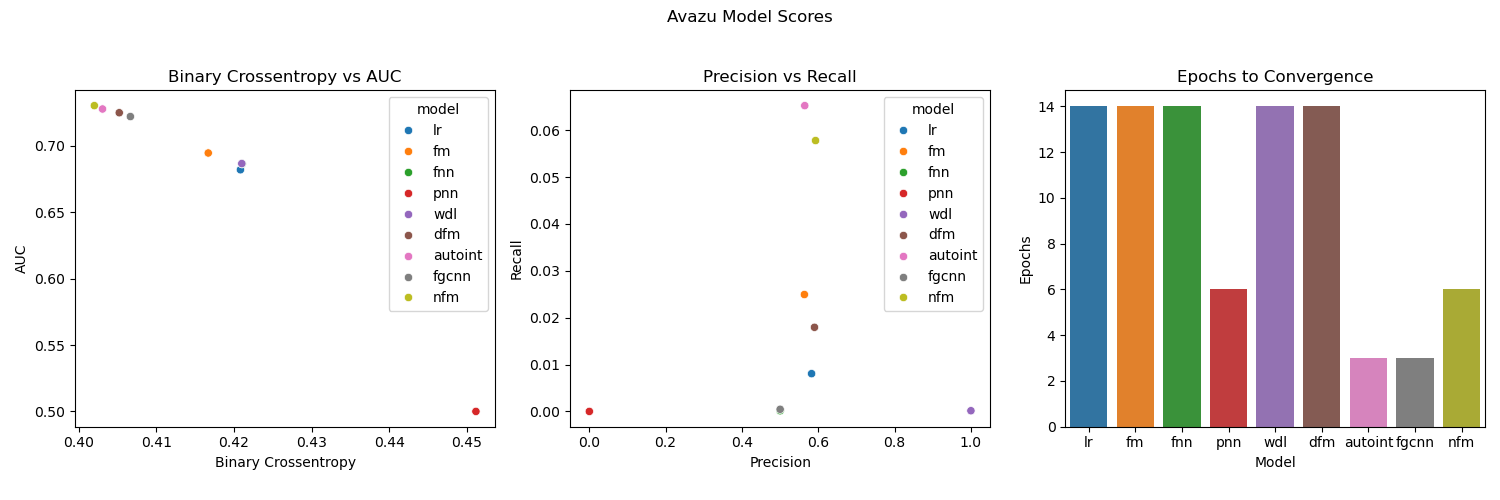 Avazu Model Scores
Binary Crossentropy vs AUC
AUC
0.70
0.65
0.60
0.55
0.50
0.40
0.41
0.42
0.43
0.44
0.45
Binary Crossentropy
model
lr
fm
fnn
pnn
wdl
dfm
autoint
fgcnn
nfm
Precision vs Recall
Recall
0.06
0.05
0.04
0.03
0.02
0.01
0.00
0.0
0.2
0.4
0.6
0.8
1.0
Precision
model
lr
fm
fnn
pnn
wdl
dfm
autoint
fgcnn
nfm
Epochs to Convergence
Epochs
14
12
10
8
6
4
2
0
lr
fm
fnn
pnn
wdl
dfm
autoint
fgcnn
nfm
Model